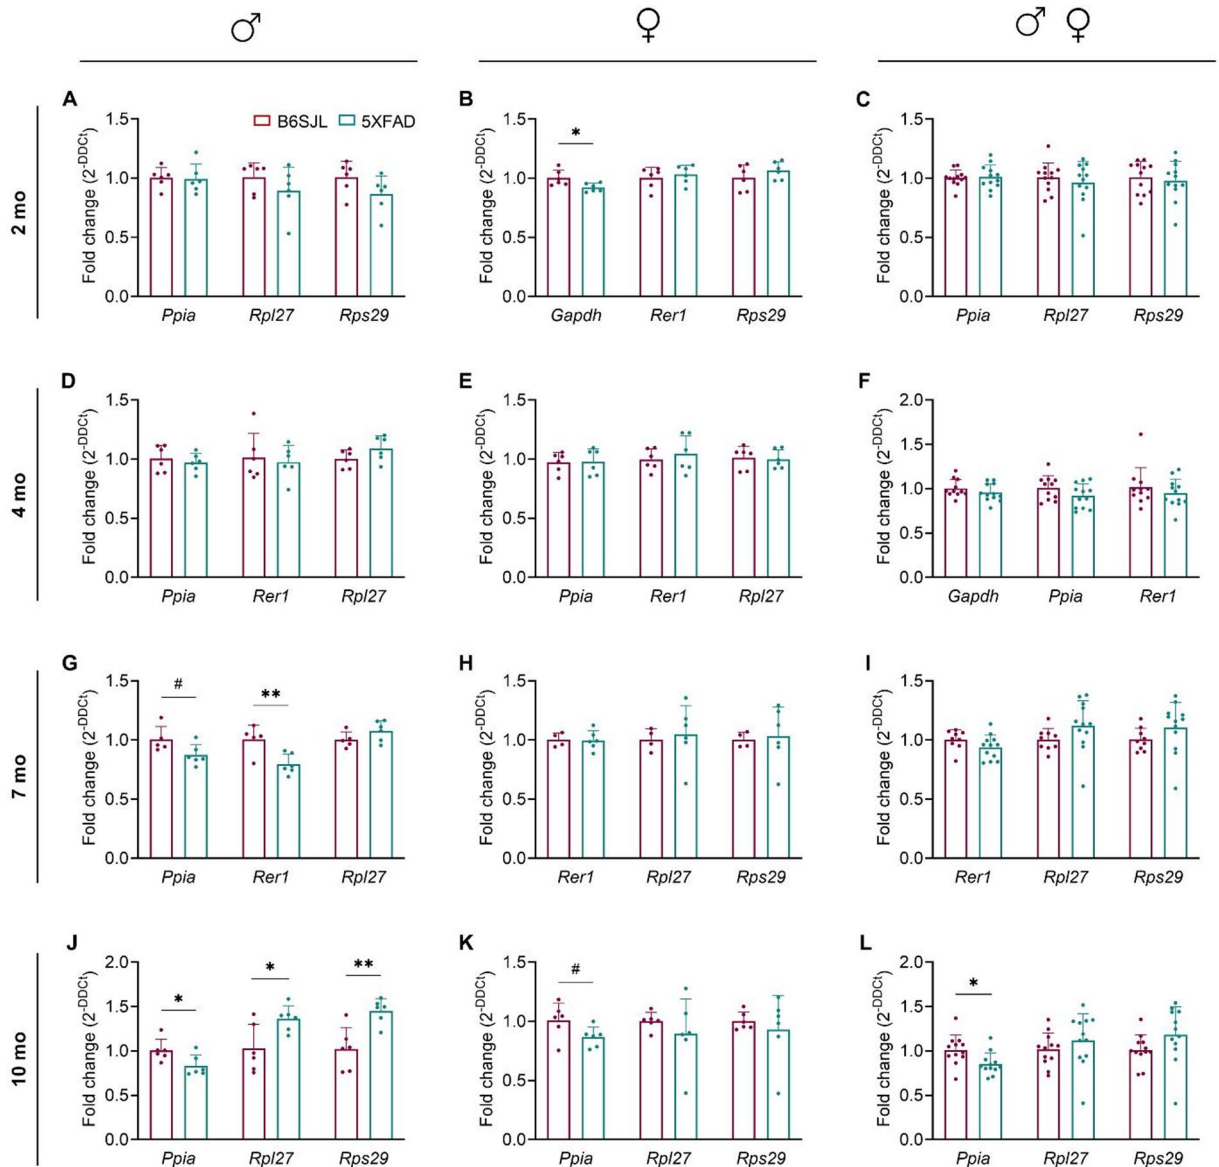 ♂ ♀ ♂ ♀
A B C
B6SJL 5XFAD
2 mo
Fold change (2^-DDCt)
1.5
1.0
0.5
0.0
Ppia Rpl27 Rps29
Fold change (2^-DDCt)
1.5
1.0
0.5
0.0
*
Gapdh Rer1 Rps29
Fold change (2^-DDCt)
1.5
1.0
0.5
0.0
Ppia Rpl27 Rps29
D E F
4 mo
Fold change (2^-DDCt)
1.5
1.0
0.5
0.0
Ppia Rer1 Rpl27
Fold change (2^-DDCt)
1.5
1.0
0.5
0.0
Ppia Rer1 Rpl27
Fold change (2^-DDCt)
2.0
1.5
1.0
0.5
0.0
Gapdh Ppia Rer1
G H I
7 mo
Fold change (2^-DDCt)
1.5
1.0
0.5
0.0
# **
Ppia Rer1 Rpl27
Fold change (2^-DDCt)
1.5
1.0
0.5
0.0
Rer1 Rpl27 Rps29
Fold change (2^-DDCt)
1.5
1.0
0.5
0.0
Rer1 Rpl27 Rps29
J K L
10 mo
Fold change (2^-DDCt)
2.0
1.5
1.0
0.5
0.0
* * **
Ppia Rpl27 Rps29
Fold change (2^-DDCt)
1.5
1.0
0.5
0.0
#
Ppia Rpl27 Rps29
Fold change (2^-DDCt)
2.0
1.5
1.0
0.5
0.0
*
Ppia Rpl27 Rps29